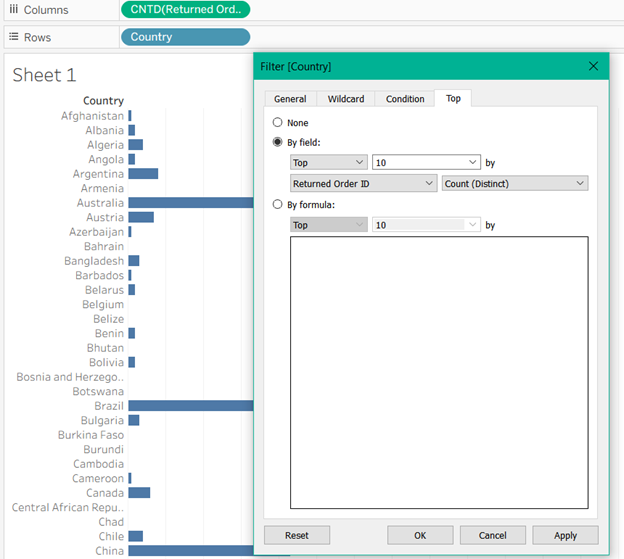 Columns CNTD(Returned Ord..
Rows Country
Sheet 1
Country
Afghanistan
Albania
Algeria
Angola
Argentina
Armenia
Australia
Austria
Azerbaijan
Bahrain
Bangladesh
Barbados
Belarus
Belgium
Belize
Benin
Bhutan
Bolivia
Bosnia and Herzego..
Botswana
Brazil
Bulgaria
Burkina Faso
Burundi
Cambodia
Cameroon
Canada
Central African Repu..
Chad
Chile
China
Filter [Country]
General Wildcard Condition Top
None
By field:
Top 10 by
Returned Order ID Count (Distinct)
By formula:
Top 10 by
Reset OK Cancel Apply